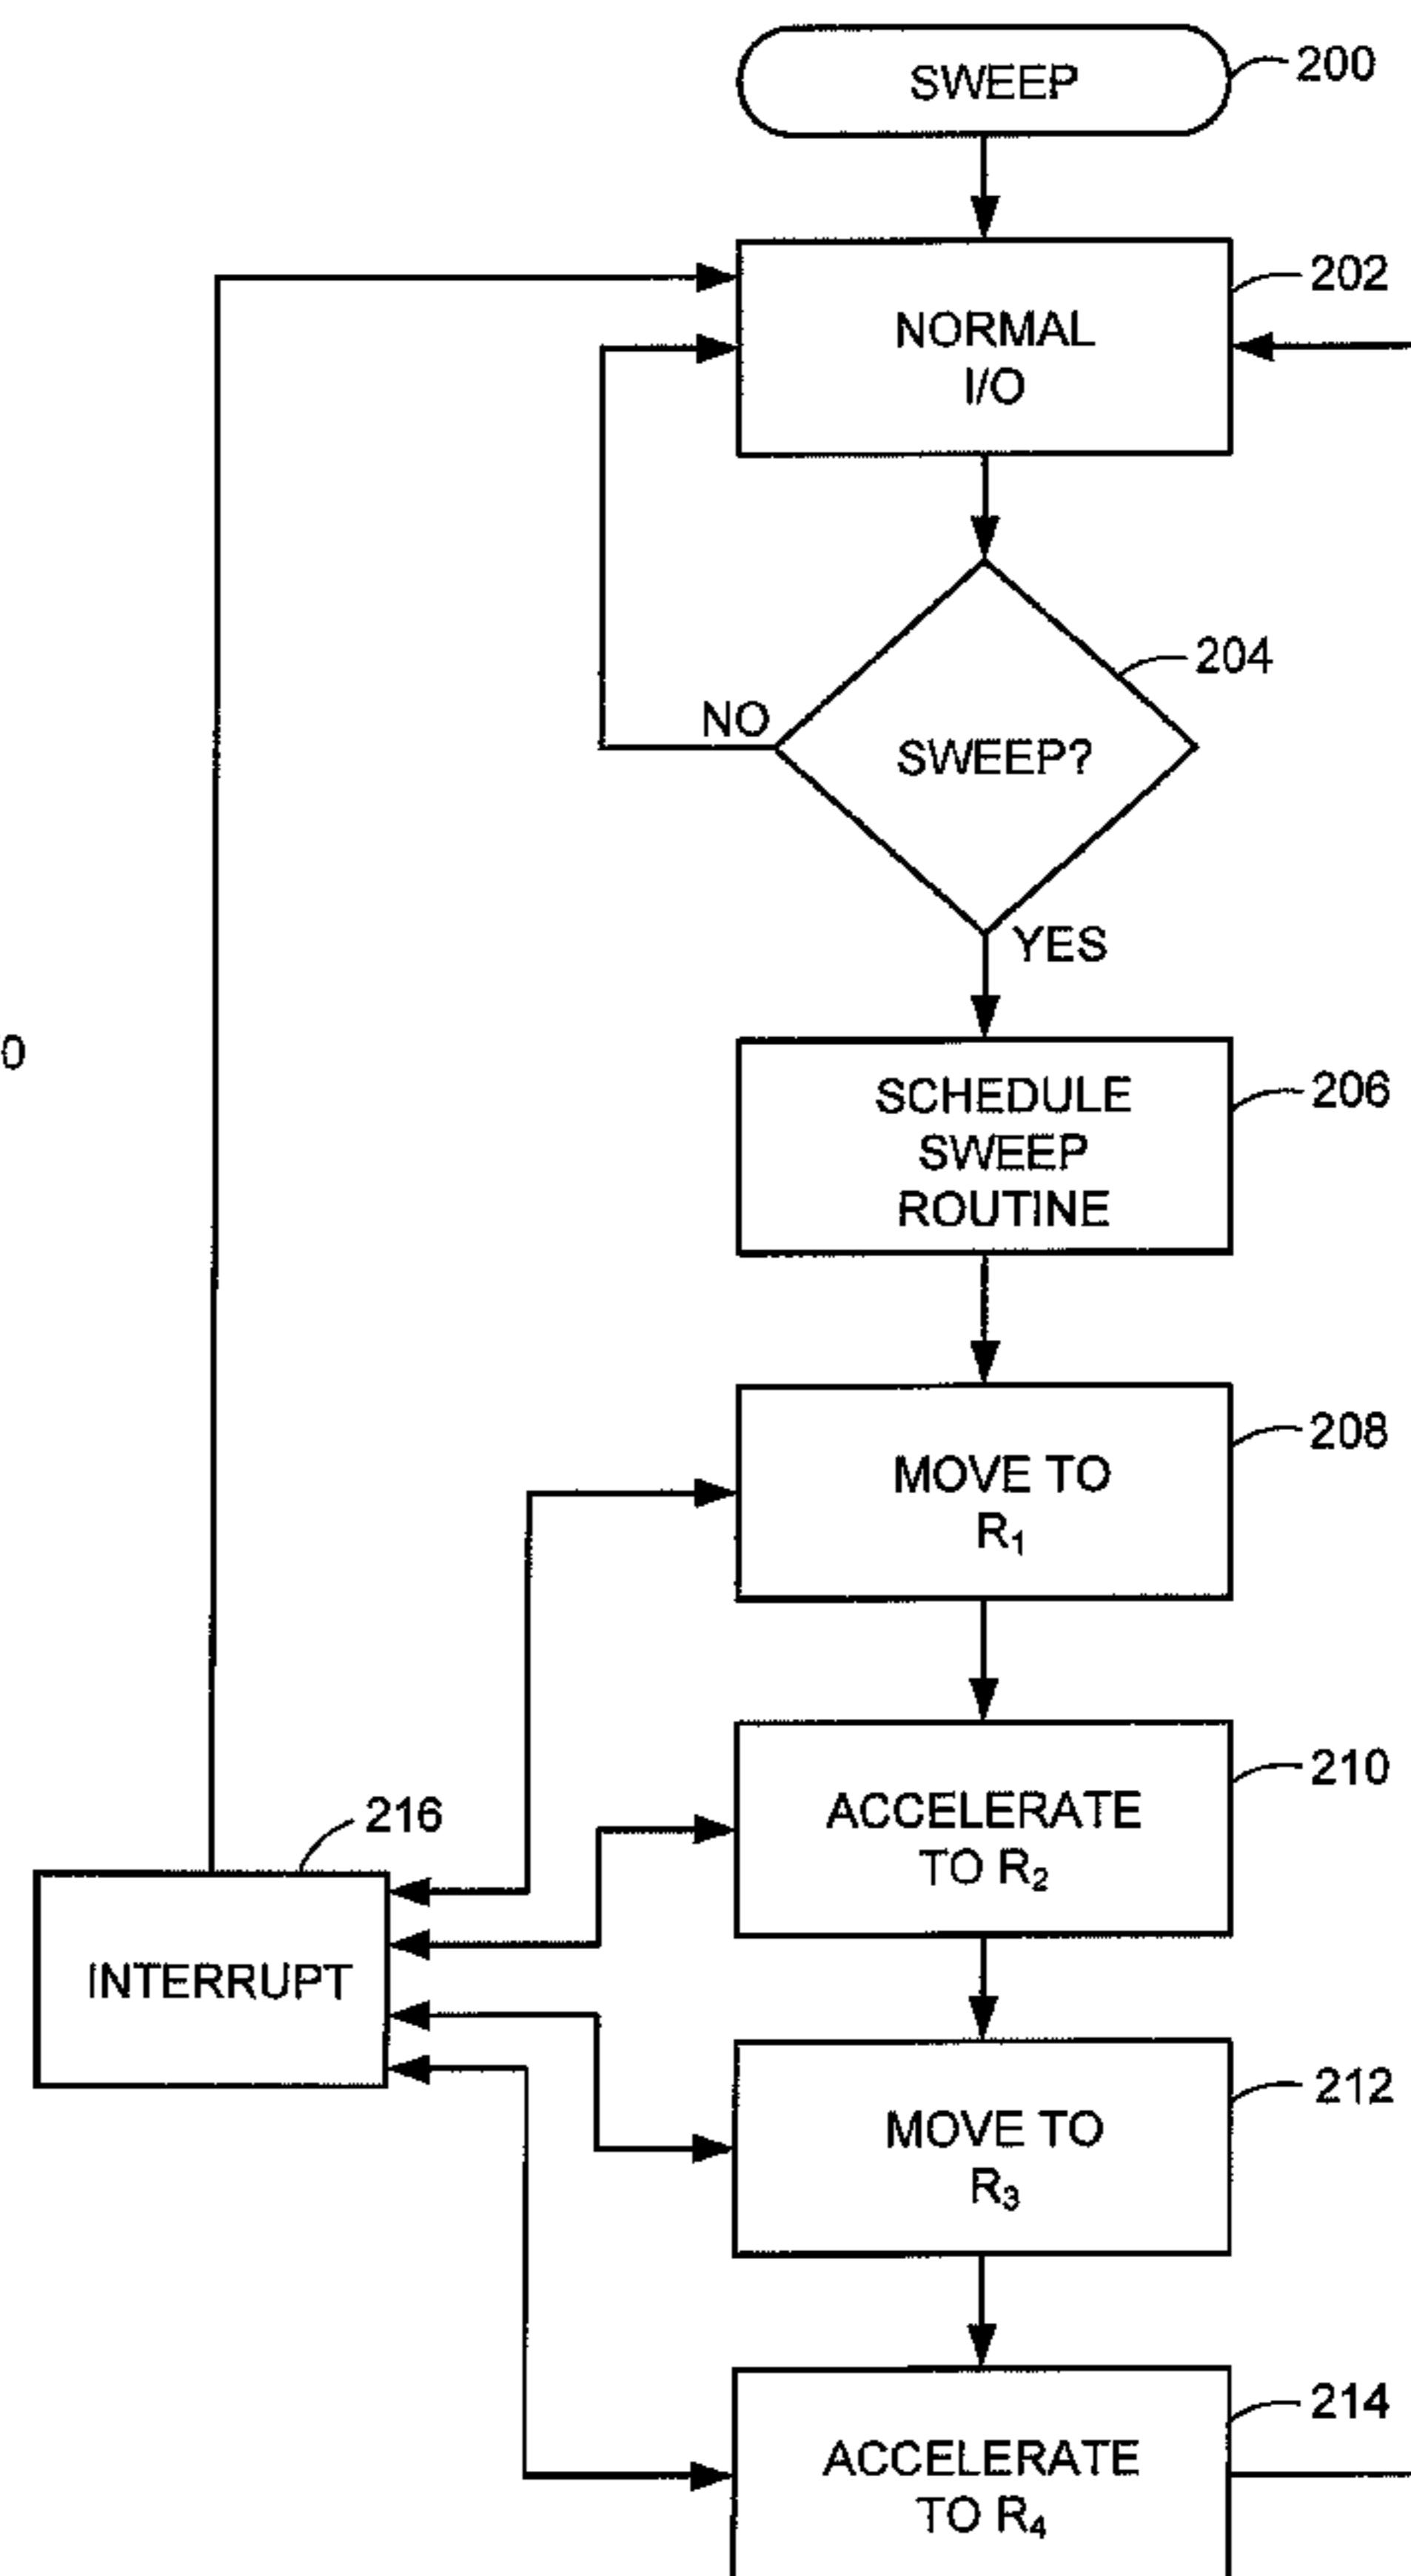 SWEEP
200
NORMAL
I/O
202
204
SWEEP?
NO
YES
0
SCHEDULE
SWEEP
ROUTINE
206
MOVE TO
R₁
208
ACCELERATE
TO R₂
210
216
INTERRUPT
MOVE TO
R₃
212
ACCELERATE
TO R₄
214